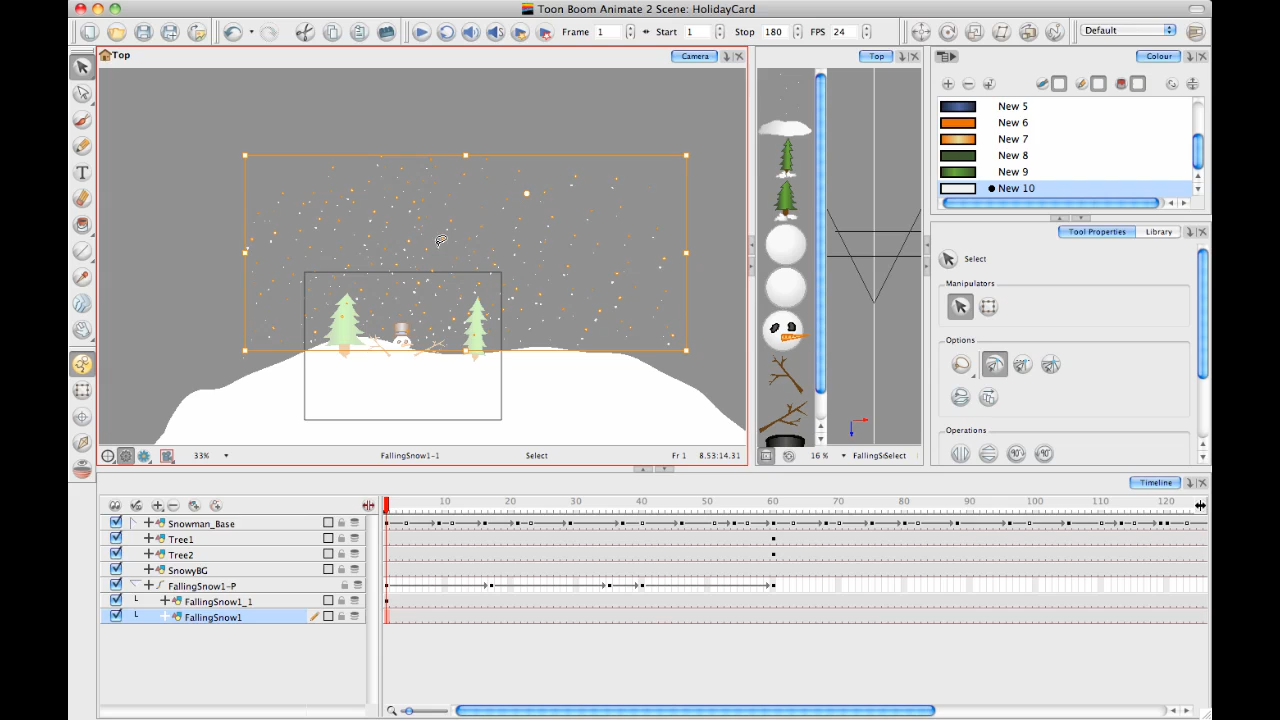 Toon Boom Animate 2 Scene: HolidayCard
Frame 1 Start 1 Stop 180 FPS 24 Default
Top Camera Top Colour
New 5
New 6
New 7
New 8
New 9
New 10
Tool Properties Library
Select
Manipulators
Options
Operations
33% FallingSnow1-1 Select Fr 1 8.53:14.31 16 %
Timeline
10 20 30 40 50 60 70 80 90 100 110 120
Snowman_Base
Tree1
Tree2
SnowyBG
FallingSnow1-P
FallingSnow1_1
FallingSnow1